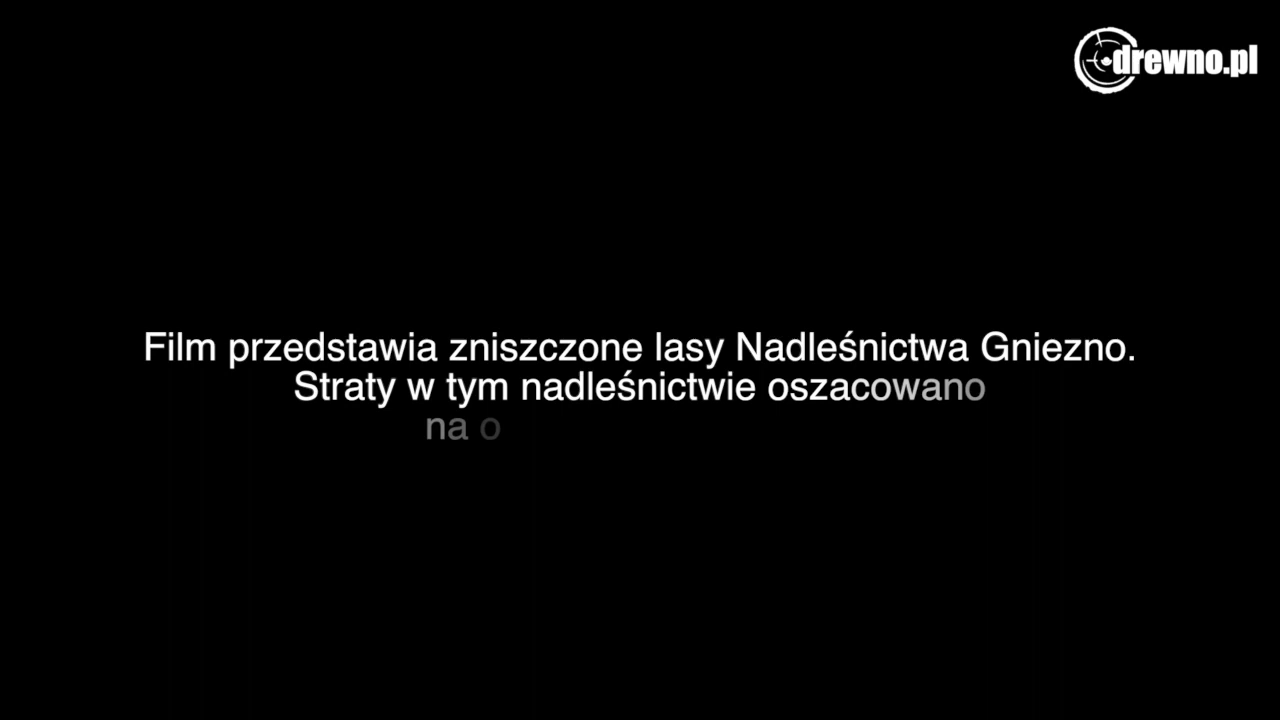 drewno.pl
Film przedstawia zniszczone lasy Nadleśnictwa Gniezno.
Straty w tym nadleśnictwie oszacowano
na o